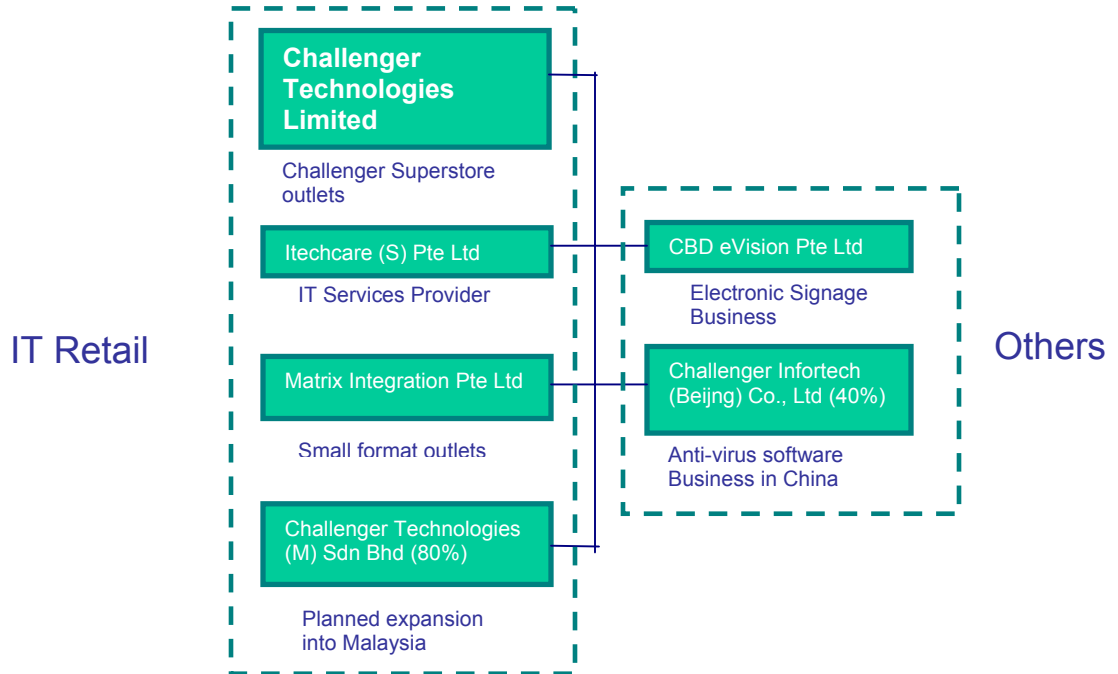 IT Retail
Challenger
Technologies
Limited
Challenger Superstore
outlets
Itechcare (S) Pte Ltd
IT Services Provider
Matrix Integration Pte Ltd
Small format outlets
Challenger Technologies
(M) Sdn Bhd (80%)
Planned expansion
into Malaysia
CBD eVision Pte Ltd
Electronic Signage
Business
Challenger Infortech
(Beijng) Co., Ltd (40%)
Anti-virus software
Business in China
Others